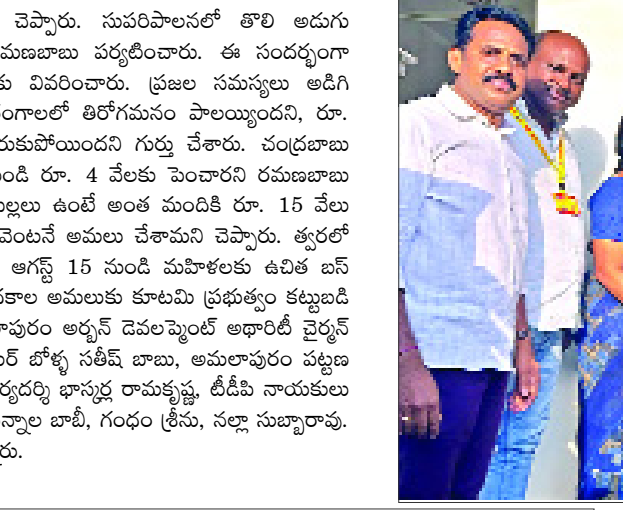 చెప్పారు. సుపరిపాలనలో తొలి అడుగు
మణబాబు పర్యటించారు. ఈ సందర్భంగా
కు వివరించారు. ప్రజల సమస్యలు అడిగి
ంగాలలో తిరోగమనం పాలయ్యిందని, రూ.
రుకుపోయిందని గుర్తు చేశారు. చంద్రబాబు
ండి రూ. 4 వేలకు పెంచారని రమణబాబు
ల్లలు ఉంటే అంత మందికి రూ. 15 వేలు
వెంటనే అమలు చేశామని చెప్పారు. త్వరలో
ఆగస్ట్ 15 నుండి మహిళలకు ఉచిత బస్
కాల అమలుకు కూటమి ప్రభుత్వం కట్టుబడి
ాపురం అర్బన్ డెవలప్మెంట్ అథారిటీ చైర్మన్
ర్ బోళ్ళ సతీష్ బాబు, అమలాపురం పట్టణ
ర్యదర్శి భాస్కర్ల రామకృష్ణ, టీడీపి నాయకులు
న్నాల బాబీ, గంధం శ్రీను, నల్లా సుబ్బారావు.
రు.